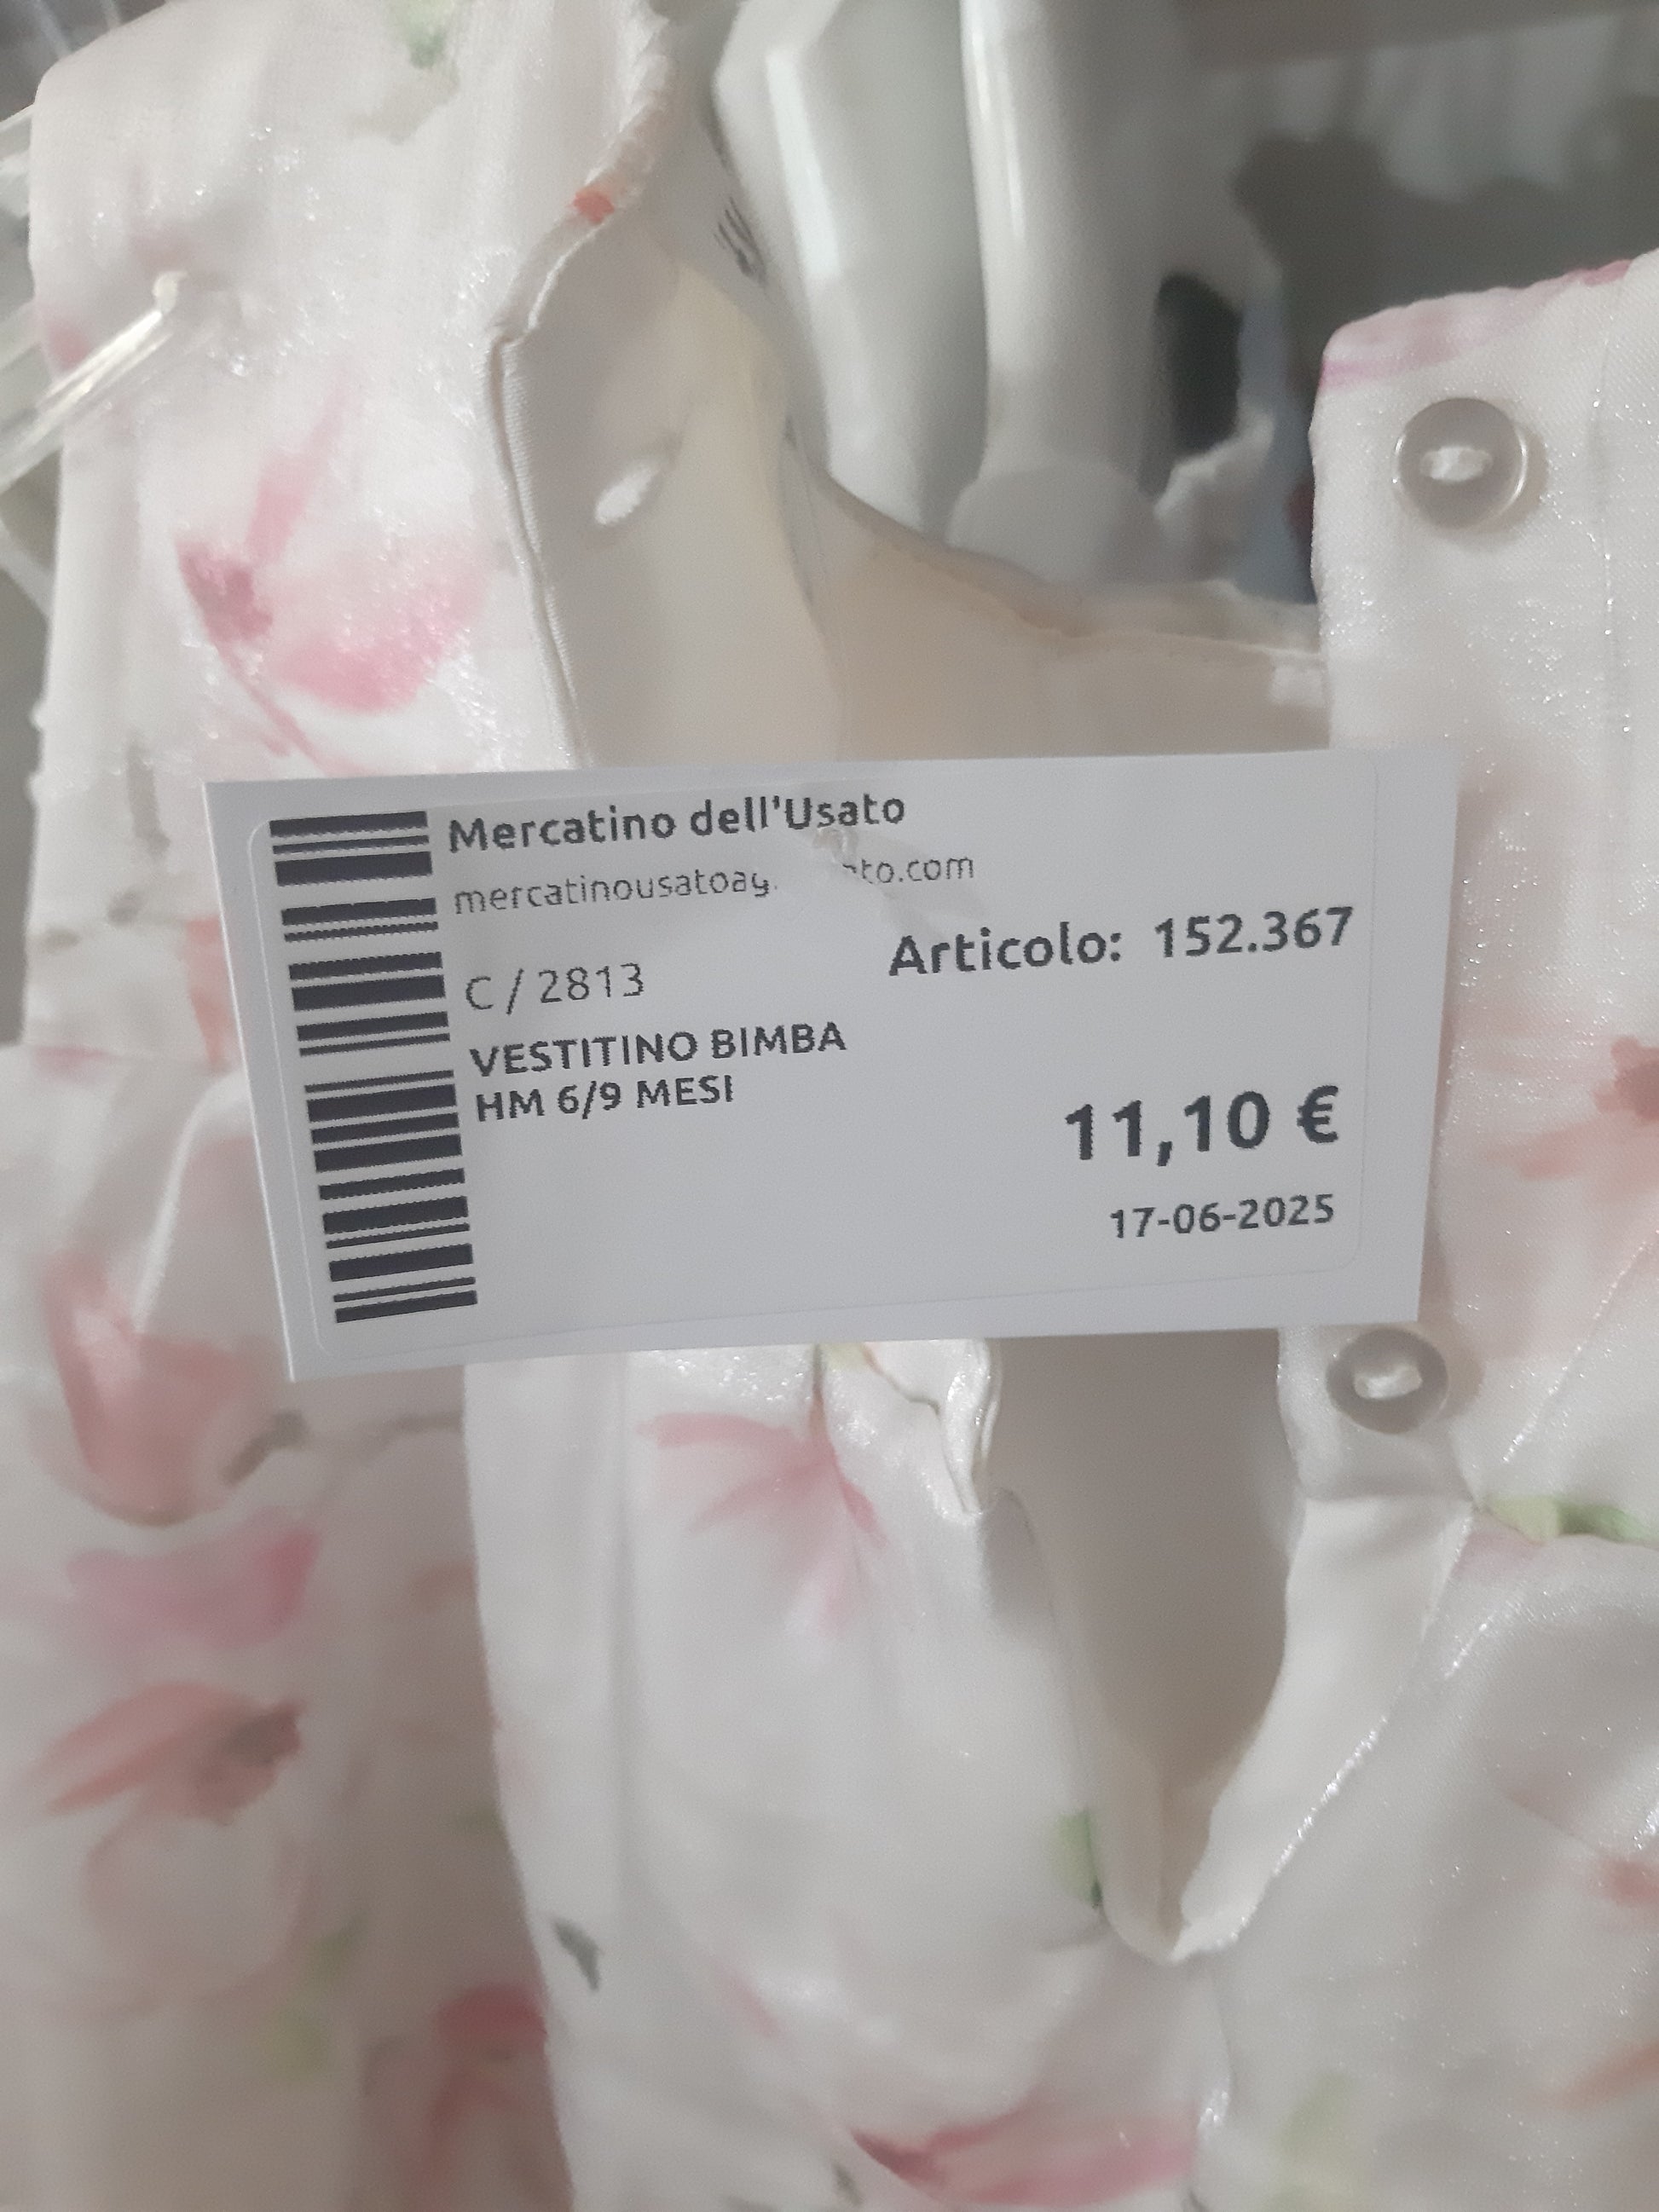 Mercatino dell'Usato
Articolo: 152.367
C / 2813
VESTITINO BIMBA
HM 6/9 MESI
11,10 €
17-06-2025